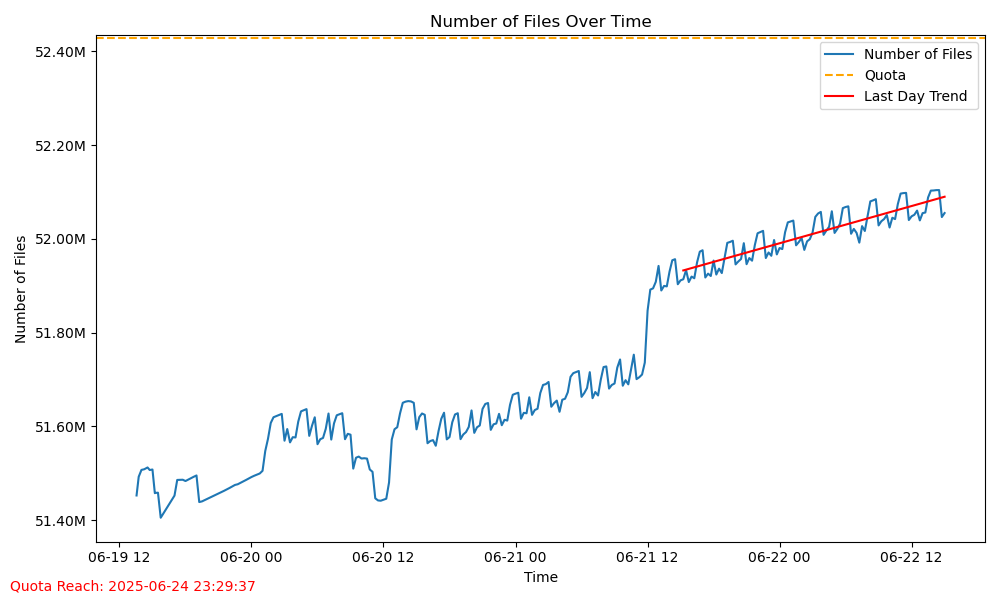 Number of Files Over Time
52.40M
52.20M
52.00M
51.80M
51.60M
51.40M
Number of Files
Number of Files
Quota
Last Day Trend
06-19 12
06-20 00
06-20 12
06-21 00
06-21 12
06-22 00
06-22 12
Time
Quota Reach: 2025-06-24 23:29:37